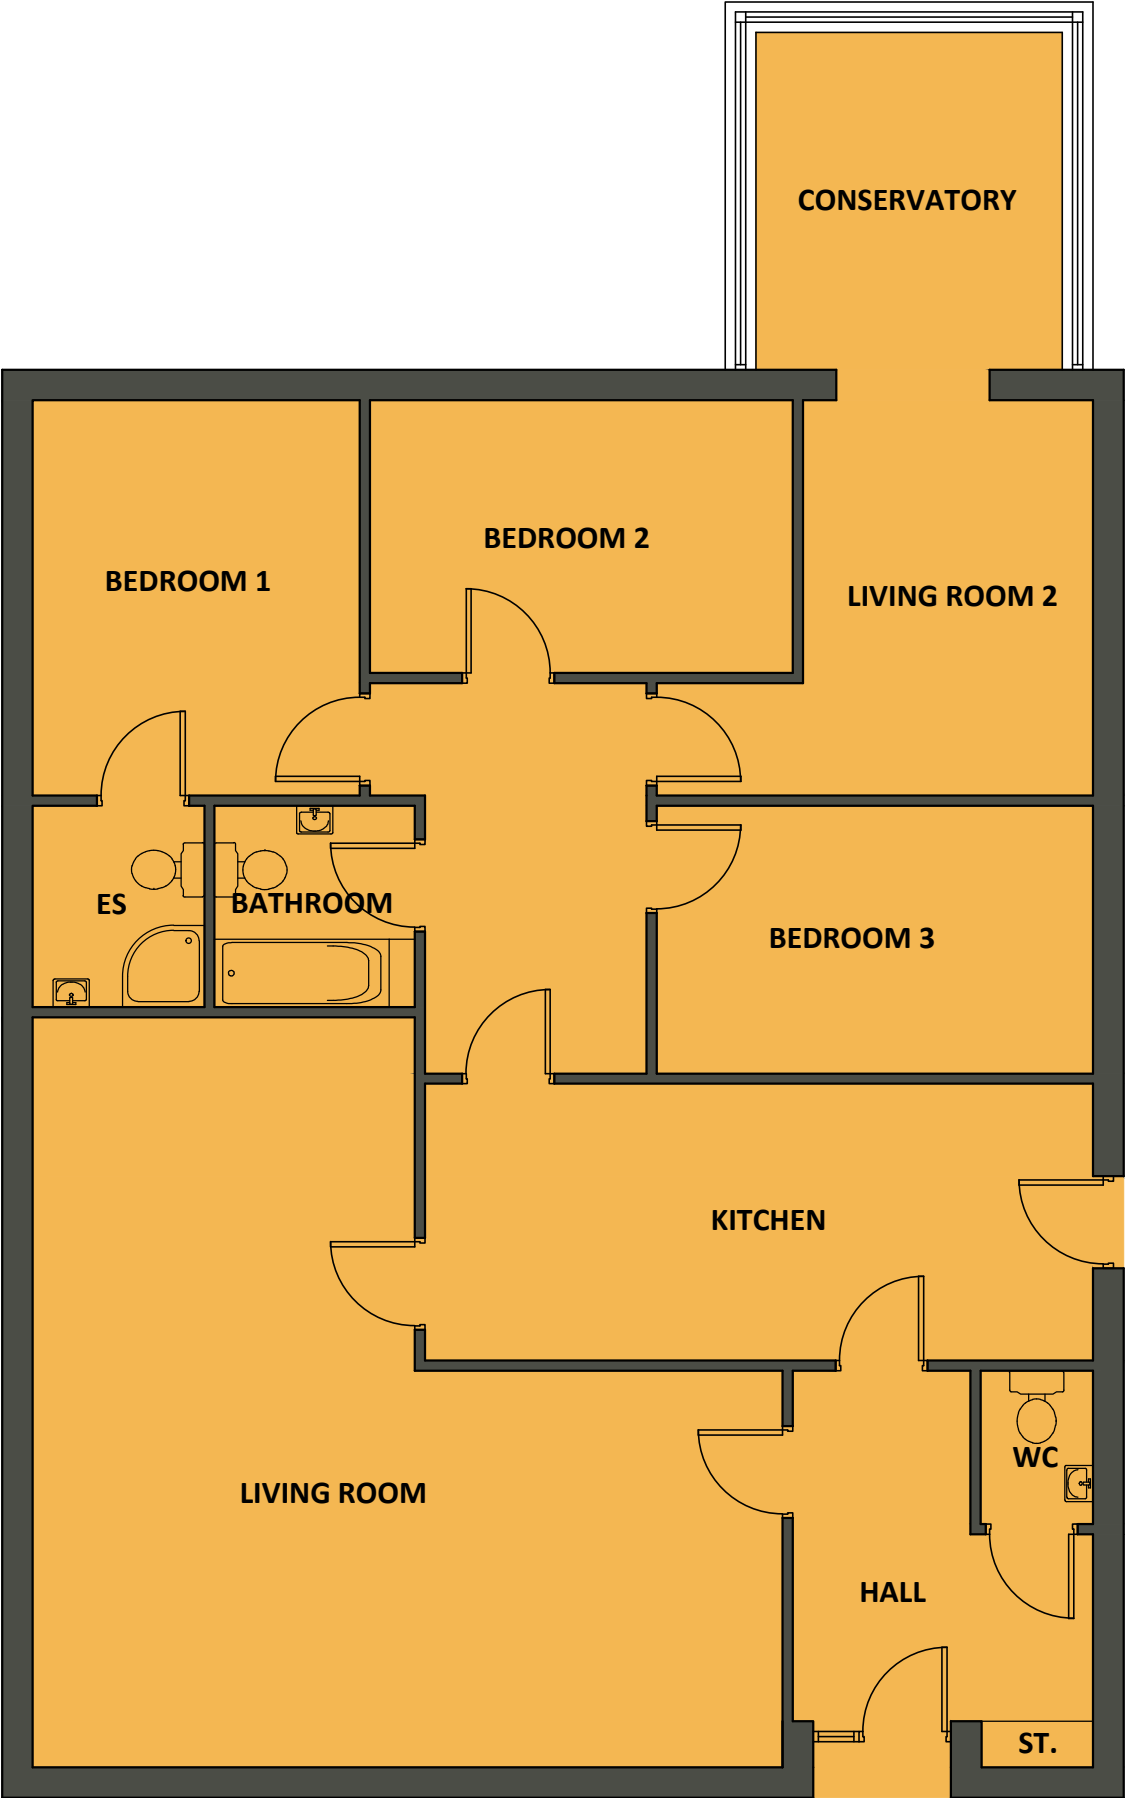 CONSERVATORY
BEDROOM 2
BEDROOM 1
LIVING ROOM 2
ES
BATHROOM
BEDROOM 3
KITCHEN
WC
LIVING ROOM
HALL
ST.